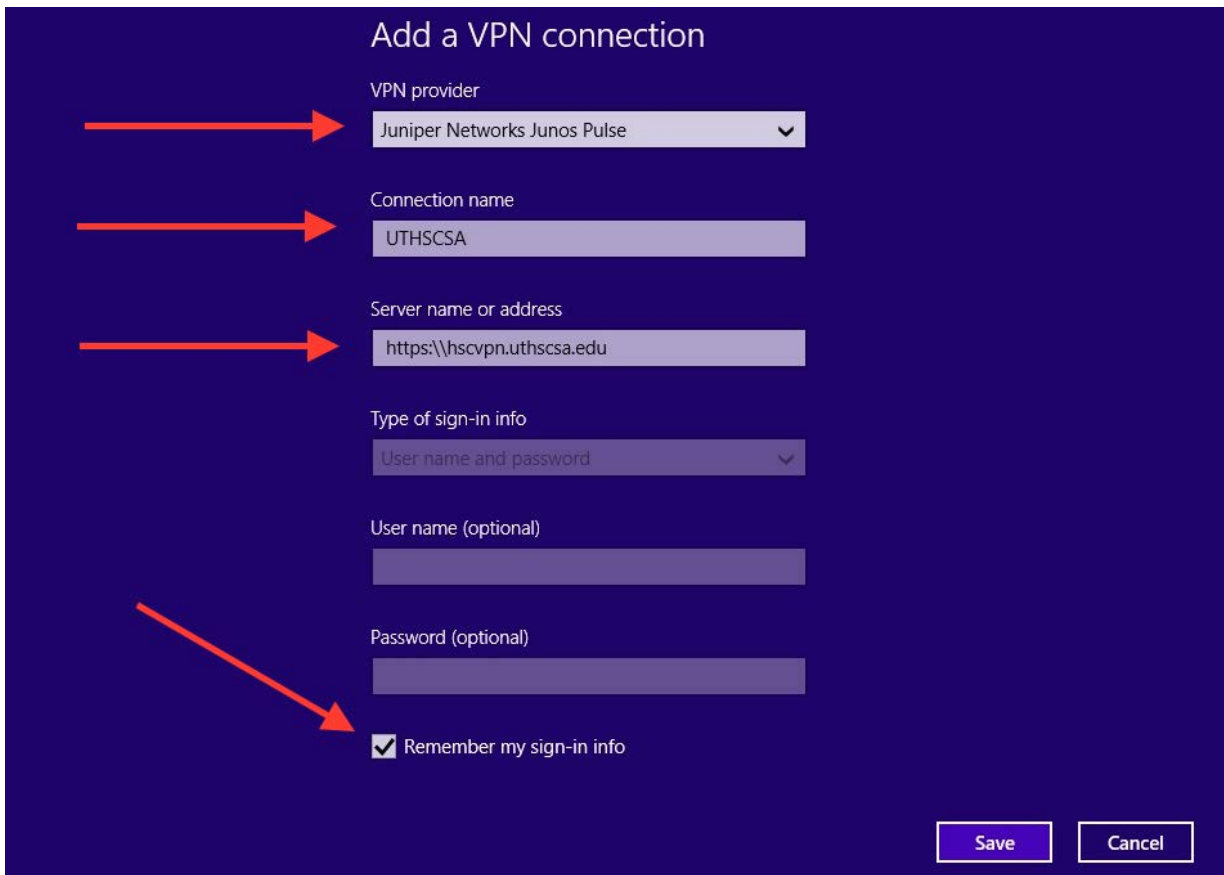 Add a VPN connection
VPN provider
Juniper Networks Junos Pulse
Connection name
UTHSCSA
Server name or address
https:\\hscvpn.uthscsa.edu
Type of sign-in info
User name and password
User name (optional)
Password (optional)
Remember my sign-in info
Save Cancel